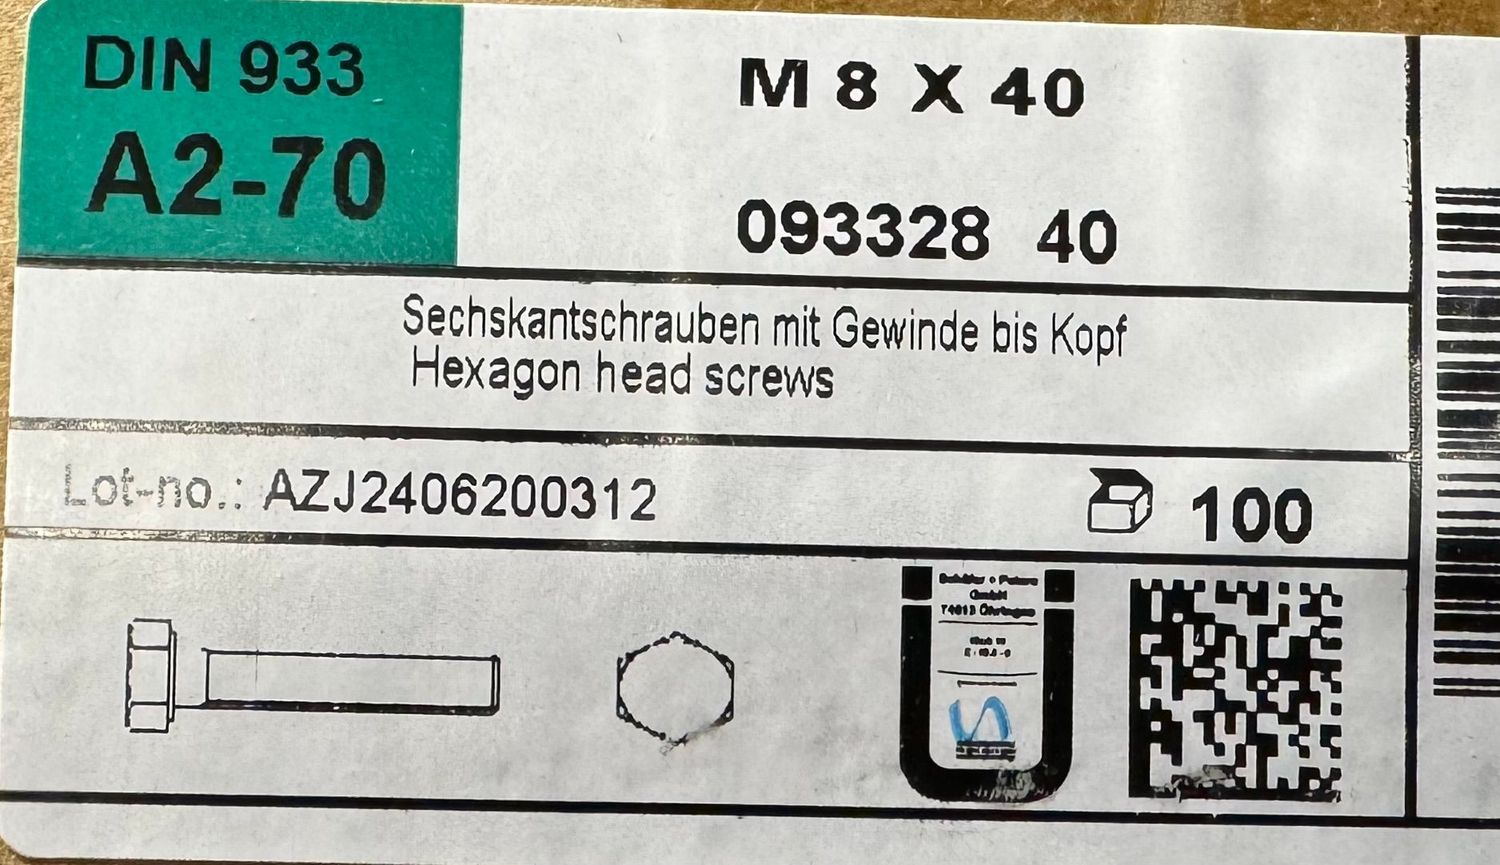 DIN 933
A2-70
M 8 X 40
093328 40
Sechskantschrauben mit Gewinde bis Kopf
Hexagon head screws
Lot-no.: AZJ2406200312
100
GmbH